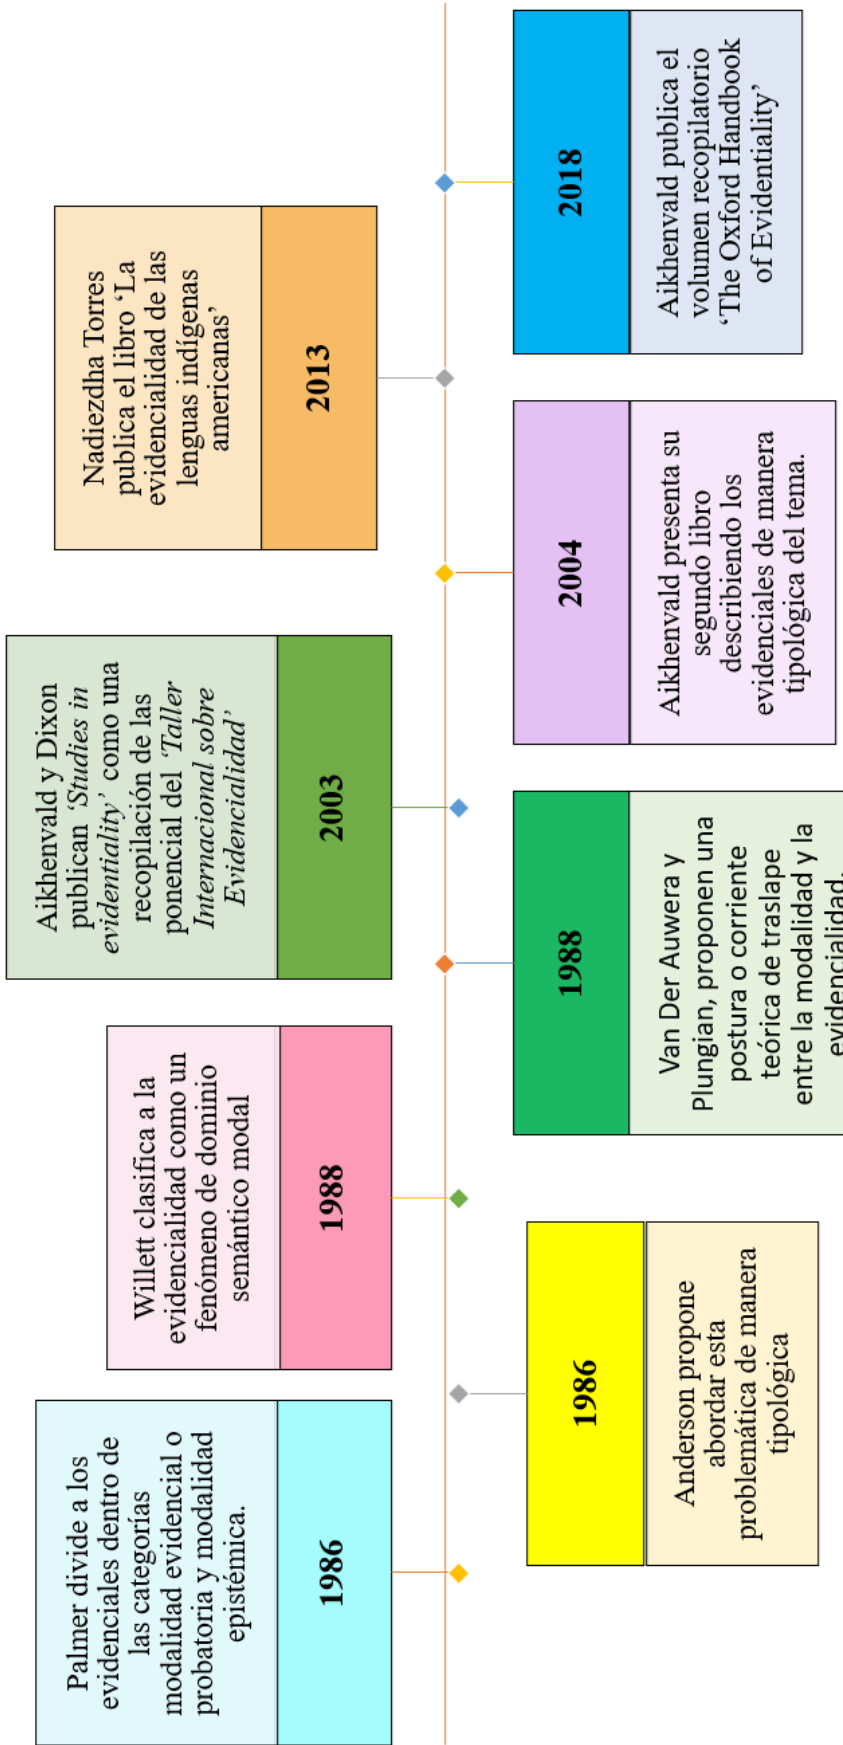 Palmer divide a los
evidenciales dentro de
las categorías
modalidad evidencial o
probatoria y modalidad
epistémica.
1986
1986
Anderson propone
abordar esta
problemática de manera
tipológica
Willett clasifica a la
evidencialidad como un
fenómeno de dominio
semántico modal
1988
1988
Van Der Auwera y
Plungian, proponen una
postura o corriente
teórica de traslape
entre la modalidad y la
evidencialidad.
Aikhenvald y Dixon
publican ‘Studies in
evidentiality’ como una
recopilación de las
ponencial del ‘Taller
Internacional sobre
Evidencialidad’
2003
2004
Aikhenvald presenta su
segundo libro
describiendo los
evidenciales de manera
tipológica del tema.
Nadiezdha Torres
publica el libro ‘La
evidencialidad de las
lenguas indígenas
americanas’
2013
2018
Aikhenvald publica el
volumen recopilatorio
‘The Oxford Handbook
of Evidentiality’